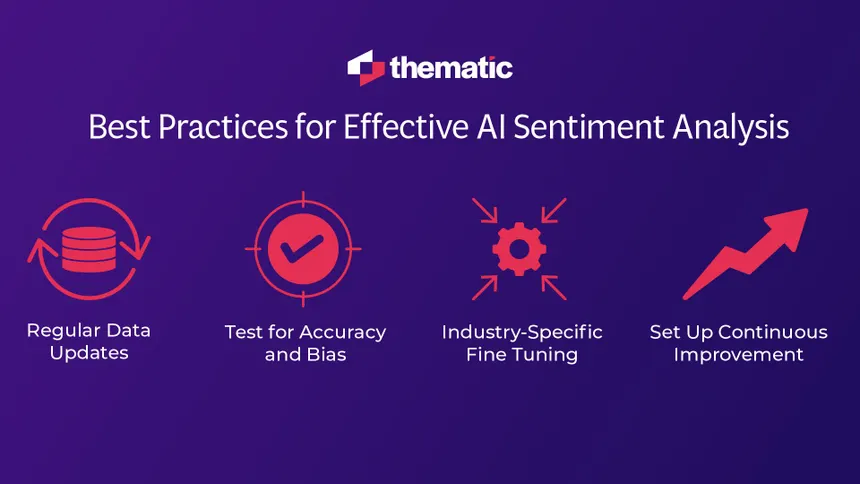 thematic
Best Practices for Effective AI Sentiment Analysis
Regular Data
Updates
Test for Accuracy
and Bias
Industry-Specific
Fine Tuning
Set Up Continuous
Improvement